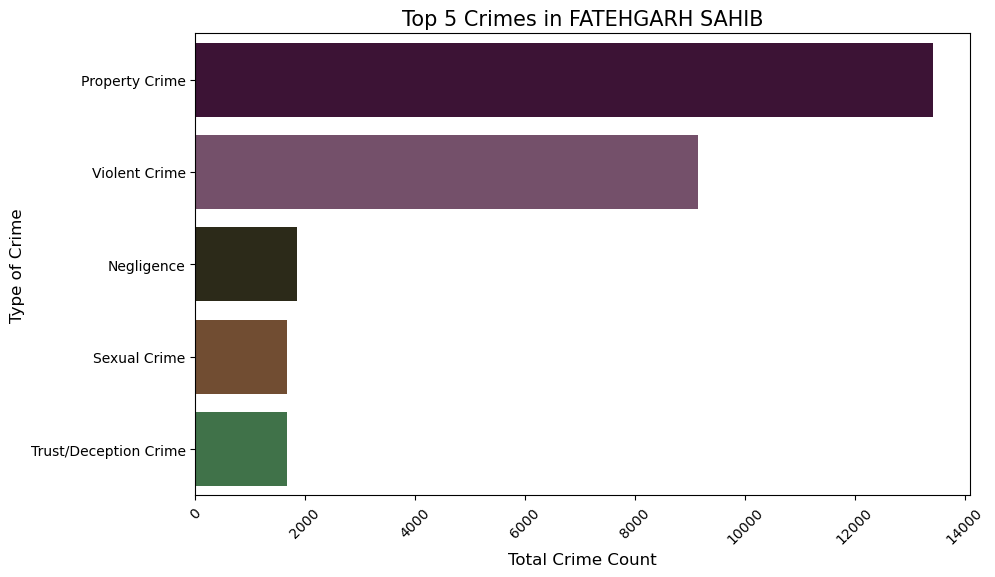 Top 5 Crimes in FATEHGARH SAHIB
Type of Crime
Property Crime
Violent Crime
Negligence
Sexual Crime
Trust/Deception Crime
0
2000
4000
6000
8000
10000
12000
14000
Total Crime Count